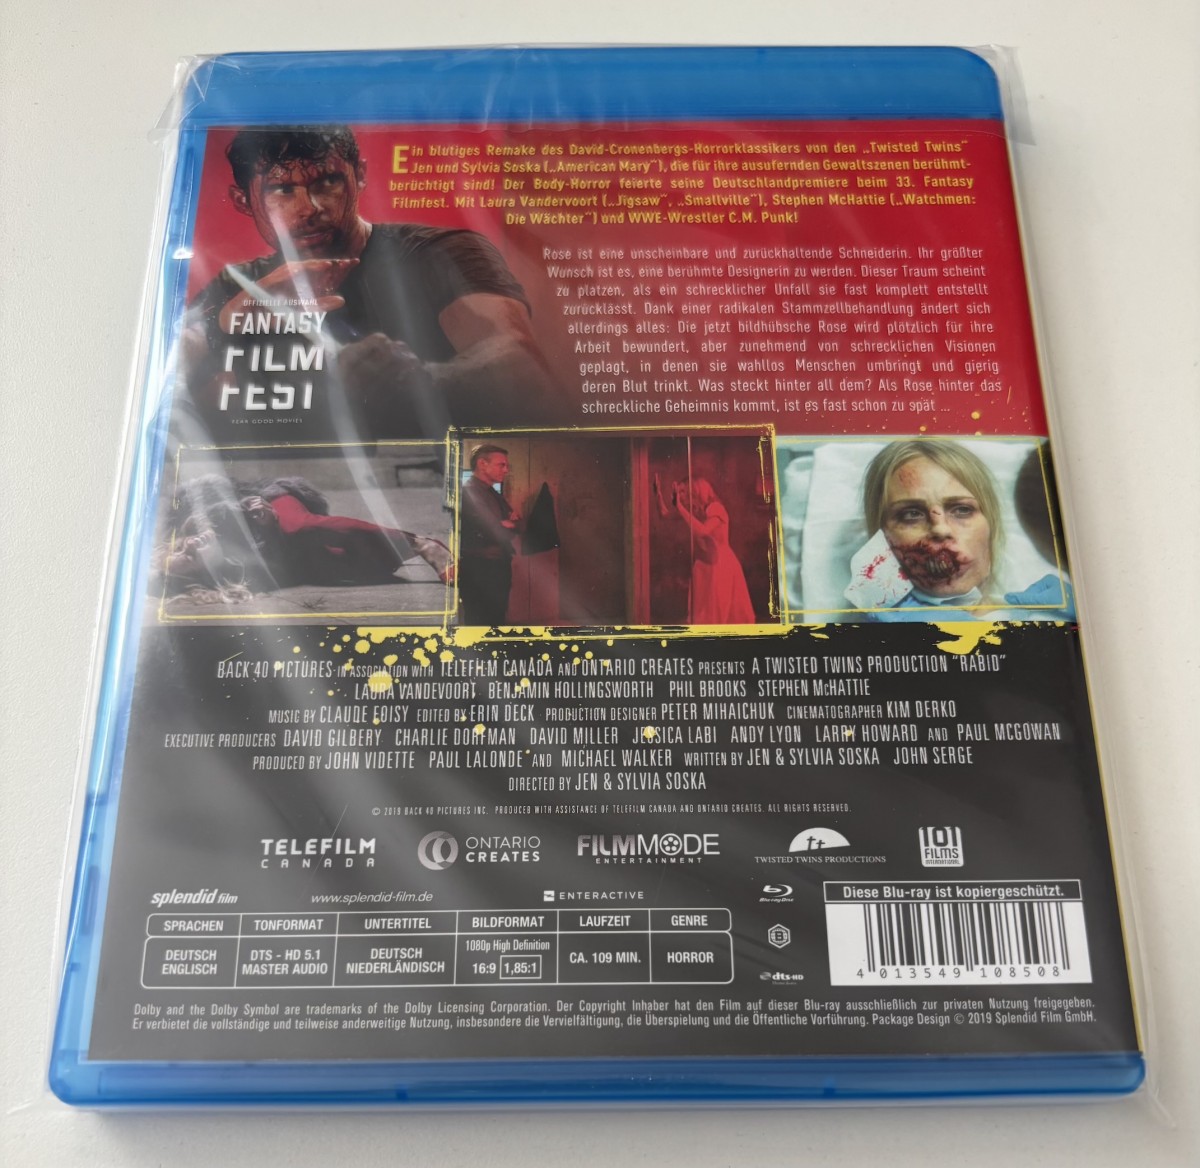 Ein blutiges Remake des David-Cronenbergs-Horrorklassikers von den „Twisted Twins“
Jen und Sylvia Soska („American Mary“), die für ihre ausufernden Gewaltszenen berühmt-
berüchtigt sind! Der Body-Horror feierte seine Deutschlandpremiere beim 33. Fantasy
Filmfest. Mit Laura Vandervoort („Jigsaw“, „Smallville“), Stephen McHattie („Watchmen:
Die Wächter“) und WWE-Wrestler C.M. Punk!
Rose ist eine unscheinbare und zurückhaltende Schneiderin. Ihr größter
Wunsch ist es, eine berühmte Designerin zu werden. Dieser Traum scheint
zu platzen, als ein schrecklicher Unfall sie fast komplett entstellt
zurücklässt. Dank einer radikalen Stammzellbehandlung ändert sich
allerdings alles: Die jetzt bildhübsche Rose wird plötzlich für ihre
Arbeit bewundert, aber zunehmend von schrecklichen Visionen
geplagt, in denen sie wahllos Menschen umbringt und gierig
deren Blut trinkt. Was steckt hinter all dem? Als Rose hinter das
schreckliche Geheimnis kommt, ist es fast schon zu spät ...
OFFIZIELLE AUSWAHL
FANTASY
FILM
FEST
FEAR GOOD MOVIES
BACK 40 PICTURES IN ASSOCIATION WITH TELEFILM CANADA AND ONTARIO CREATES PRESENTS A TWISTED TWINS PRODUCTION "RABID"
LAURA VANDEVOORT BENJAMIN HOLLINGSWORTH PHIL BROOKS STEPHEN McHATTIE
MUSIC BY CLAUDE FOISY EDITED BY ERIN DECK PRODUCTION DESIGNER PETER MIHAICHUK CINEMATOGRAPHER KIM DERKO
EXECUTIVE PRODUCERS DAVID GILBERY CHARLIE DORFMAN DAVID MILLER JESSICA LABI ANDY LYON LARRY HOWARD AND PAUL MCGOWAN
PRODUCED BY JOHN VIDETTE PAUL LALONDE AND MICHAEL WALKER WRITTEN BY JEN & SYLVIA SOSKA JOHN SERGE
DIRECTED BY JEN & SYLVIA SOSKA
© 2019 BACK 40 PICTURES INC. PRODUCED WITH ASSISTANCE OF TELEFILM CANADA AND ONTARIO CREATES. ALL RIGHTS RESERVED.
TELEFILM
CANADA
ONTARIO
CREATES
FILMMODE
ENTERTAINMENT
TWISTED TWINS PRODUCTIONS
101
FILMS
INTERNATIONAL
splendid film
www.splendid-film.de
ENTERACTIVE
Blu-ray Disc
Diese Blu-ray ist kopiergeschützt.
SPRACHEN TONFORMAT UNTERTITEL BILDFORMAT LAUFZEIT GENRE
DEUTSCH
ENGLISCH
DTS - HD 5.1
MASTER AUDIO
DEUTSCH
NIEDERLÄNDISCH
1080p High Definition
16:9 1,85:1
CA. 109 MIN.
HORROR
B
dts-HD
4 013549 108508
Dolby and the Dolby Symbol are trademarks of the Dolby Licensing Corporation. Der Copyright Inhaber hat den Film auf dieser Blu-ray ausschließlich zur privaten Nutzung freigegeben.
Er verbietet die vollständige und teilweise anderweitige Nutzung, insbesondere die Vervielfältigung, die Überspielung und die Öffentliche Vorführung. Package Design © 2019 Splendid Film GmbH.